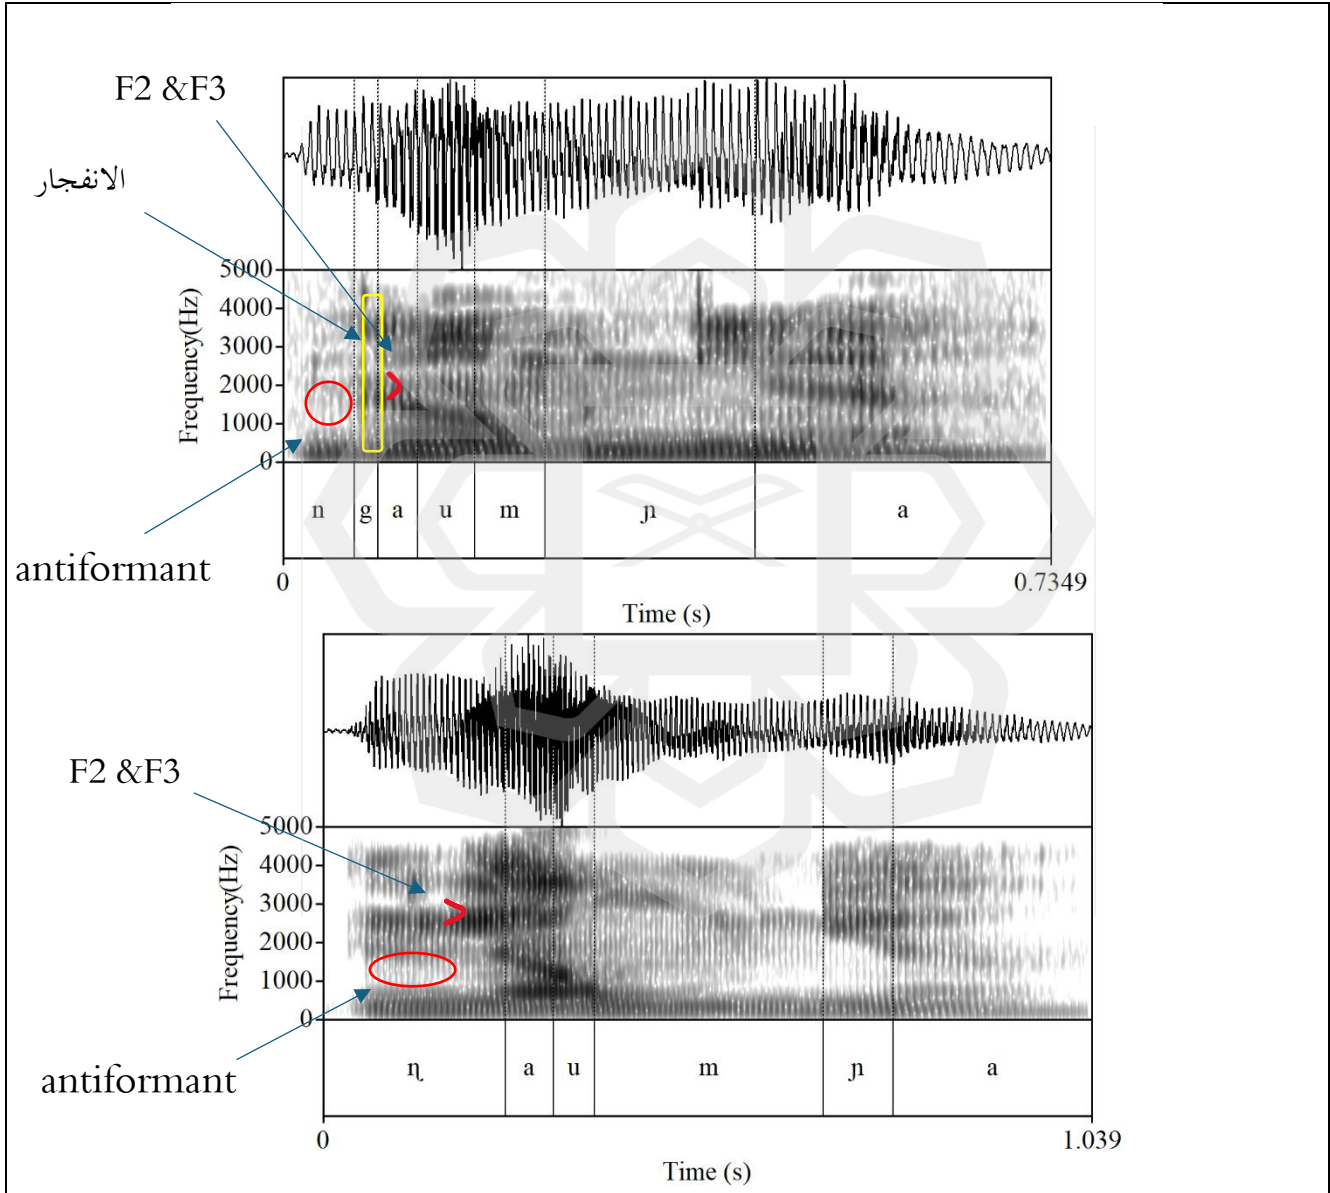 F2 &F3
الانفجار
5000
4000
3000
2000
1000
0
Frequency(Hz)
antiformant
n g a u m ɲ a
0 0.7349
Time (s)
F2 &F3
5000
4000
3000
2000
1000
0
Frequency(Hz)
antiformant
ɳ a u m ɲ a
0 1.039
Time (s)